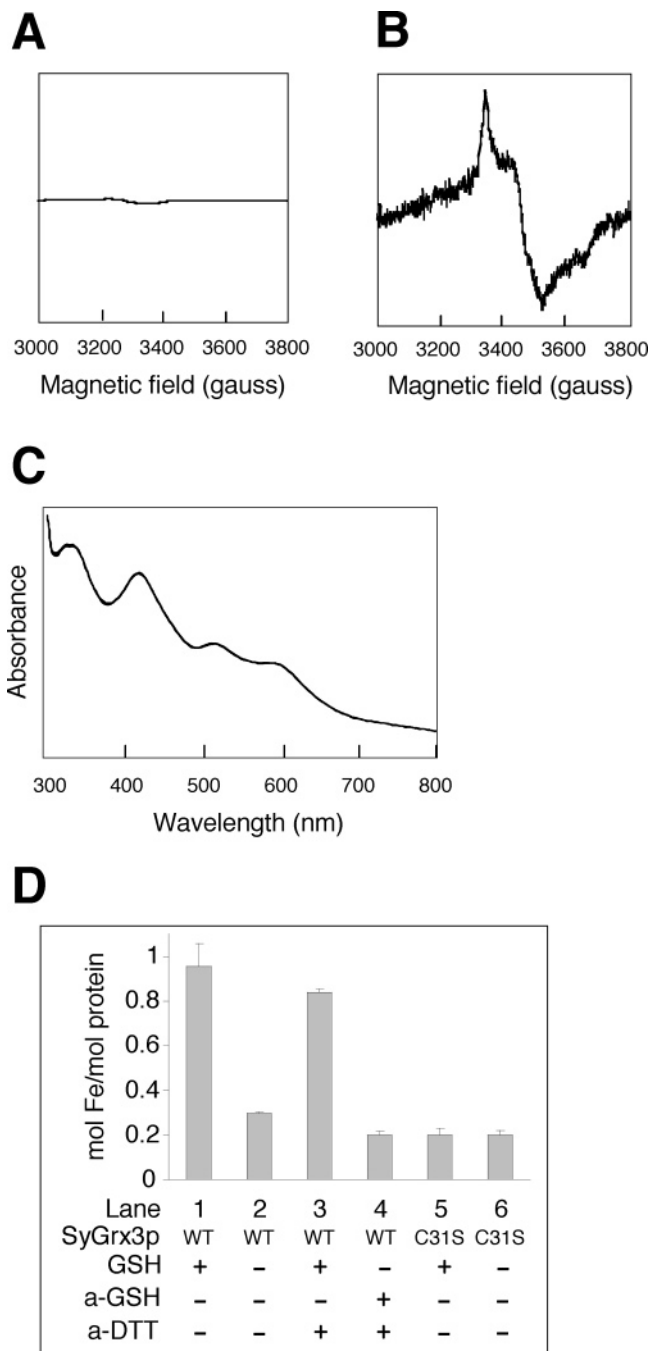 A
B
3000 3200 3400 3600 3800
Magnetic field (gauss)
3000 3200 3400 3600 3800
Magnetic field (gauss)
C
Absorbance
300 400 500 600 700 800
Wavelength (nm)
D
mol Fe/mol protein
1
0.8
0.6
0.4
0.2
0
Lane 1 2 3 4 5 6
SyGrx3p WT WT WT WT C31S C31S
GSH + – + – + –
a-GSH – – – + – –
a-DTT – – + + – –